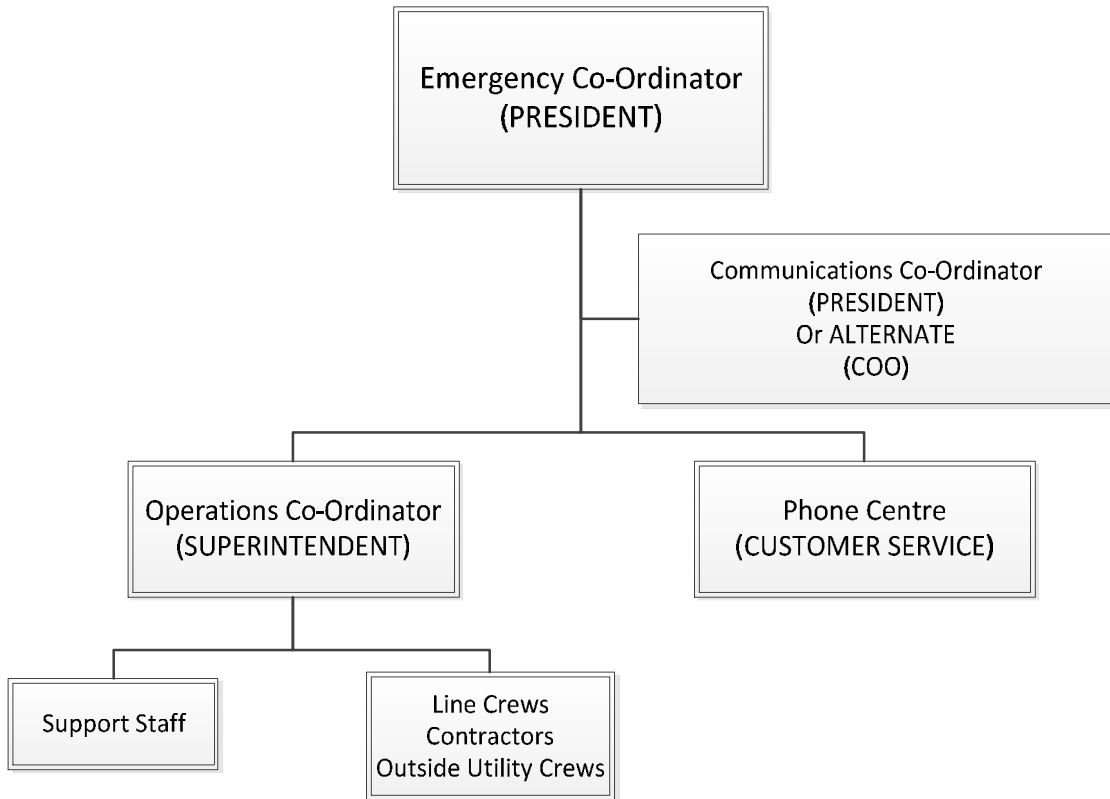 Emergency Co-Ordinator
(PRESIDENT)
Communications Co-Ordinator
(PRESIDENT)
Or ALTERNATE
(COO)
Operations Co-Ordinator
(SUPERINTENDENT)
Phone Centre
(CUSTOMER SERVICE)
Support Staff
Line Crews
Contractors
Outside Utility Crews